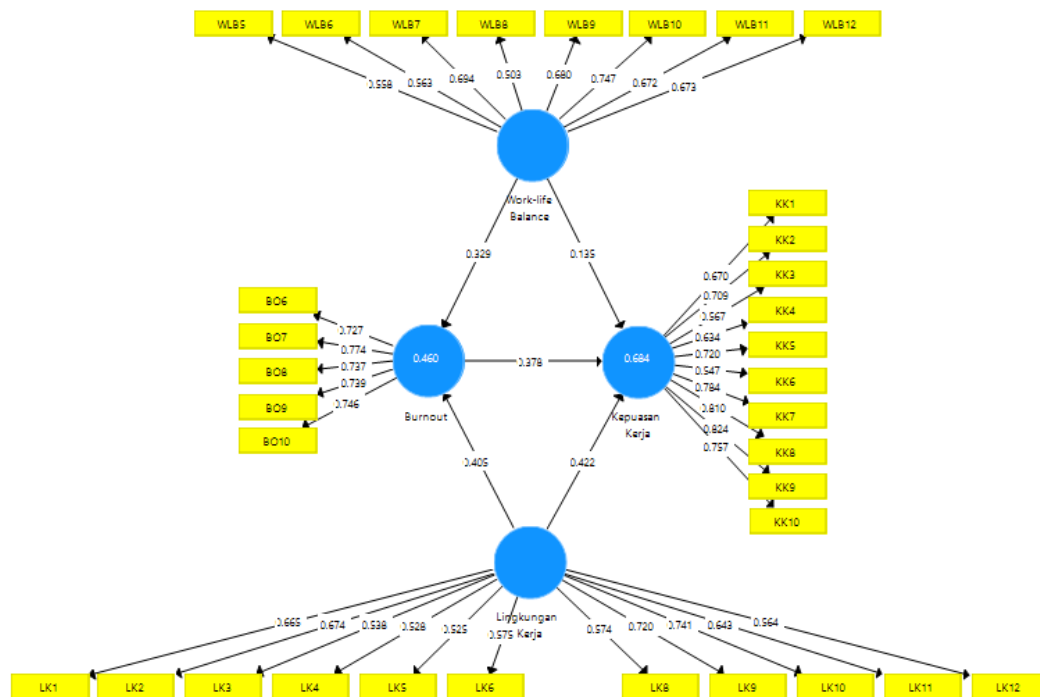 WLB5 WLB6 WLB7 WLB8 WLB9 WLB10 WLB11 WLB12
0.558 0.563 0.694 0.503 0.680 0.747 0.672 0.673
Work-life
Balance
0.329 0.135
KK1
KK2
KK3
KK4
KK5
KK6
KK7
KK8
KK9
KK10
0.670
0.709
0.567
0.634
0.720
0.547
0.784
0.810
0.824
0.757
BO6
BO7
BO8
BO9
BO10
0.727
0.774
0.737
0.739
0.746
0.460
Burnout
0.378
0.684
Kepuasan
Kerja
0.405 0.422
Lingkungan
Kerja
0.665 0.674 0.538 0.528 0.525 0.575 0.574 0.720 0.741 0.643 0.564
LK1 LK2 LK3 LK4 LK5 LK6 LK8 LK9 LK10 LK11 LK12